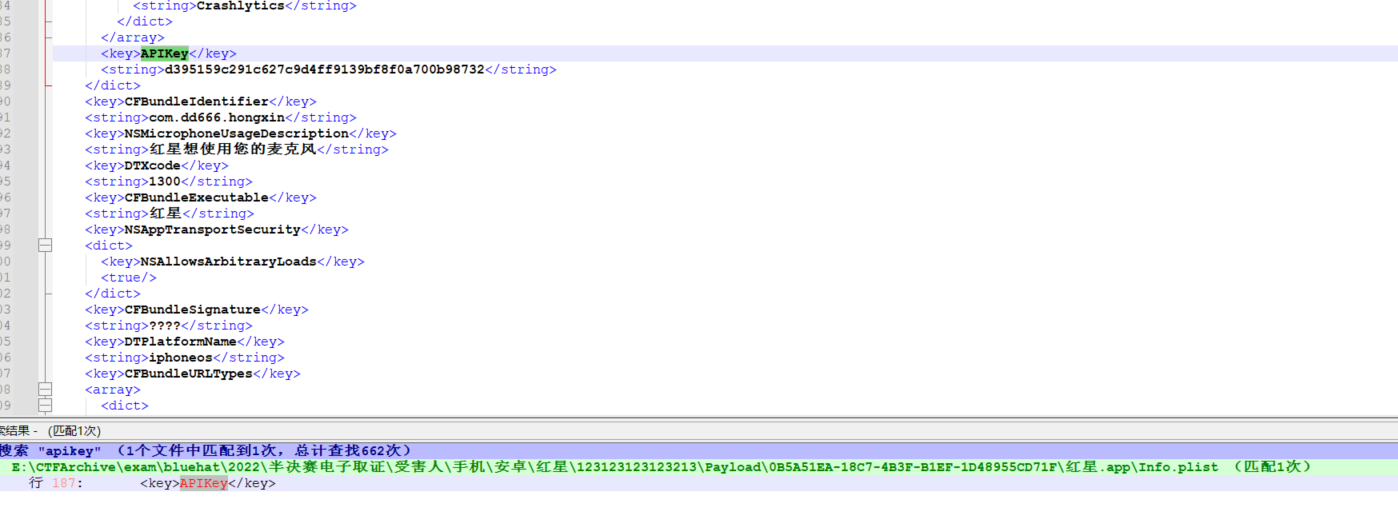 84 <string>Crashlytics</string>
85 </dict>
86 </array>
87 <key>APIKey</key>
88 <string>d395159c291c627c9d4ff9139bf8f0a700b98732</string>
89 </dict>
90 <key>CFBundleIdentifier</key>
91 <string>com.dd666.hongxin</string>
92 <key>NSMicrophoneUsageDescription</key>
93 <string>红星想使用您的麦克风</string>
94 <key>DTXcode</key>
95 <string>1300</string>
96 <key>CFBundleExecutable</key>
97 <string>红星</string>
98 <key>NSAppTransportSecurity</key>
99 <dict>
00 <key>NSAllowsArbitraryLoads</key>
01 <true/>
02 </dict>
03 <key>CFBundleSignature</key>
04 <string>????</string>
05 <key>DTPlatformName</key>
06 <string>iphoneos</string>
07 <key>CFBundleURLTypes</key>
08 <array>
09 <dict>
索结果 - (匹配1次)
搜索 "apikey" (1个文件中匹配到1次，总计查找662次)
E:\CTFArchive\exam\bluehat\2022\半决赛电子取证\受害人\手机\安卓\红星\123123123123213\Payload\0B5A51EA-18C7-4B3F-B1EF-1D48955CD71F\红星.app\Info.plist (匹配1次)
行 187: <key>APIKey</key>